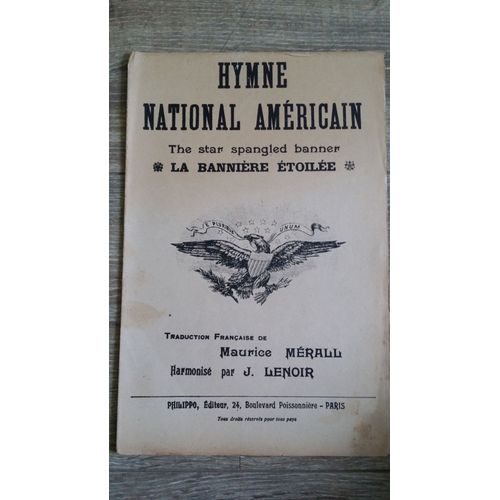 HYMNE
NATIONAL AMÉRICAIN
The star spangled banner
LA BANNIÈRE ÉTOILÉE
E PLURIBUS UNUM
Traduction Française de
Maurice MÉRALL
Harmonisé par J. LENOIR
PHILIPPO, Éditeur, 24, Boulevard Poissonnière - PARIS
Tous droits réservés pour tous pays